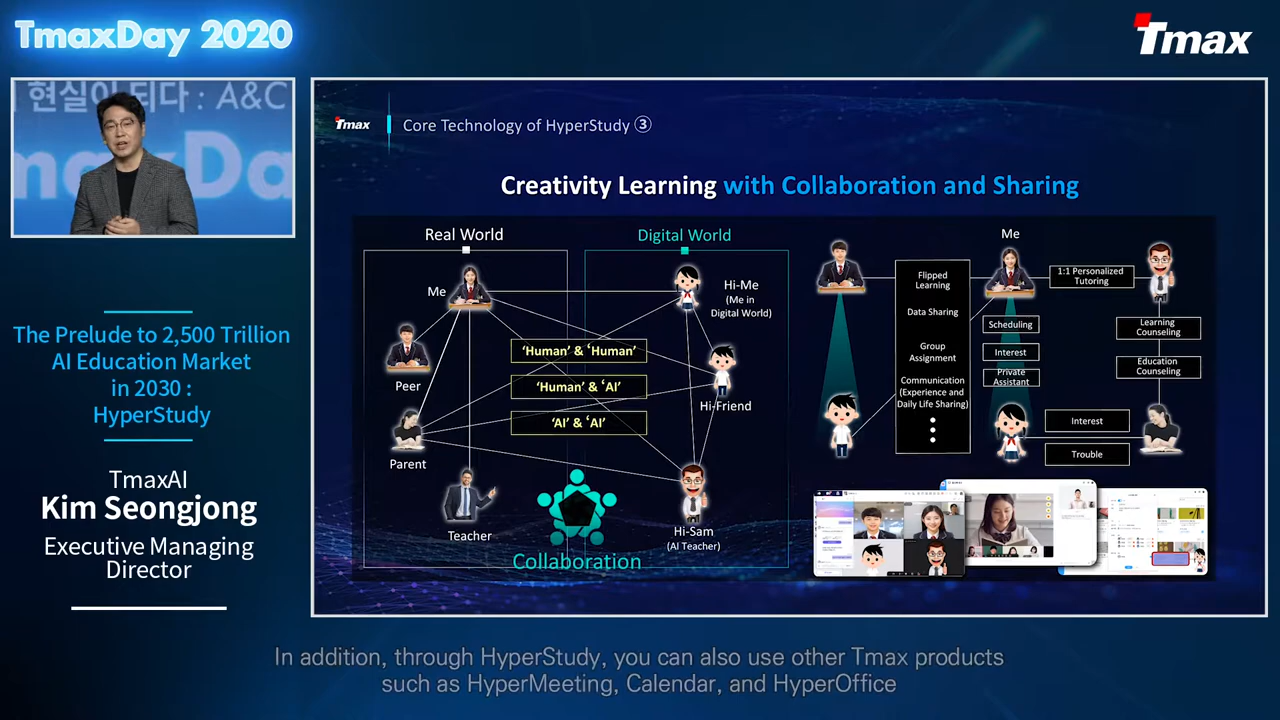 TmaxDay 2020
Tmax
현실이 되다 : A&C
maxDa
The Prelude to 2,500 Trillion
AI Education Market
in 2030 :
HyperStudy
TmaxAI
Kim Seongjong
Executive Managing
Director
Tmax
Core Technology of HyperStudy ③
Creativity Learning with Collaboration and Sharing
Real World
Digital World
Me
Hi-Me
(Me in
Digital World)
Peer
'Human' & 'Human'
'Human' & 'AI'
'AI' & 'AI'
Hi-Friend
Parent
Teacher
Hi-Sam
(AI Teacher)
Collaboration
Me
Flipped
Learning
Data Sharing
Group
Assignment
Communication
(Experience and
Daily Life Sharing)
1:1 Personalized
Tutoring
Scheduling
Interest
Private
Assistant
Learning
Counseling
Education
Counseling
Interest
Trouble
In addition, through HyperStudy, you can also use other Tmax products
such as HyperMeeting, Calendar, and HyperOffice